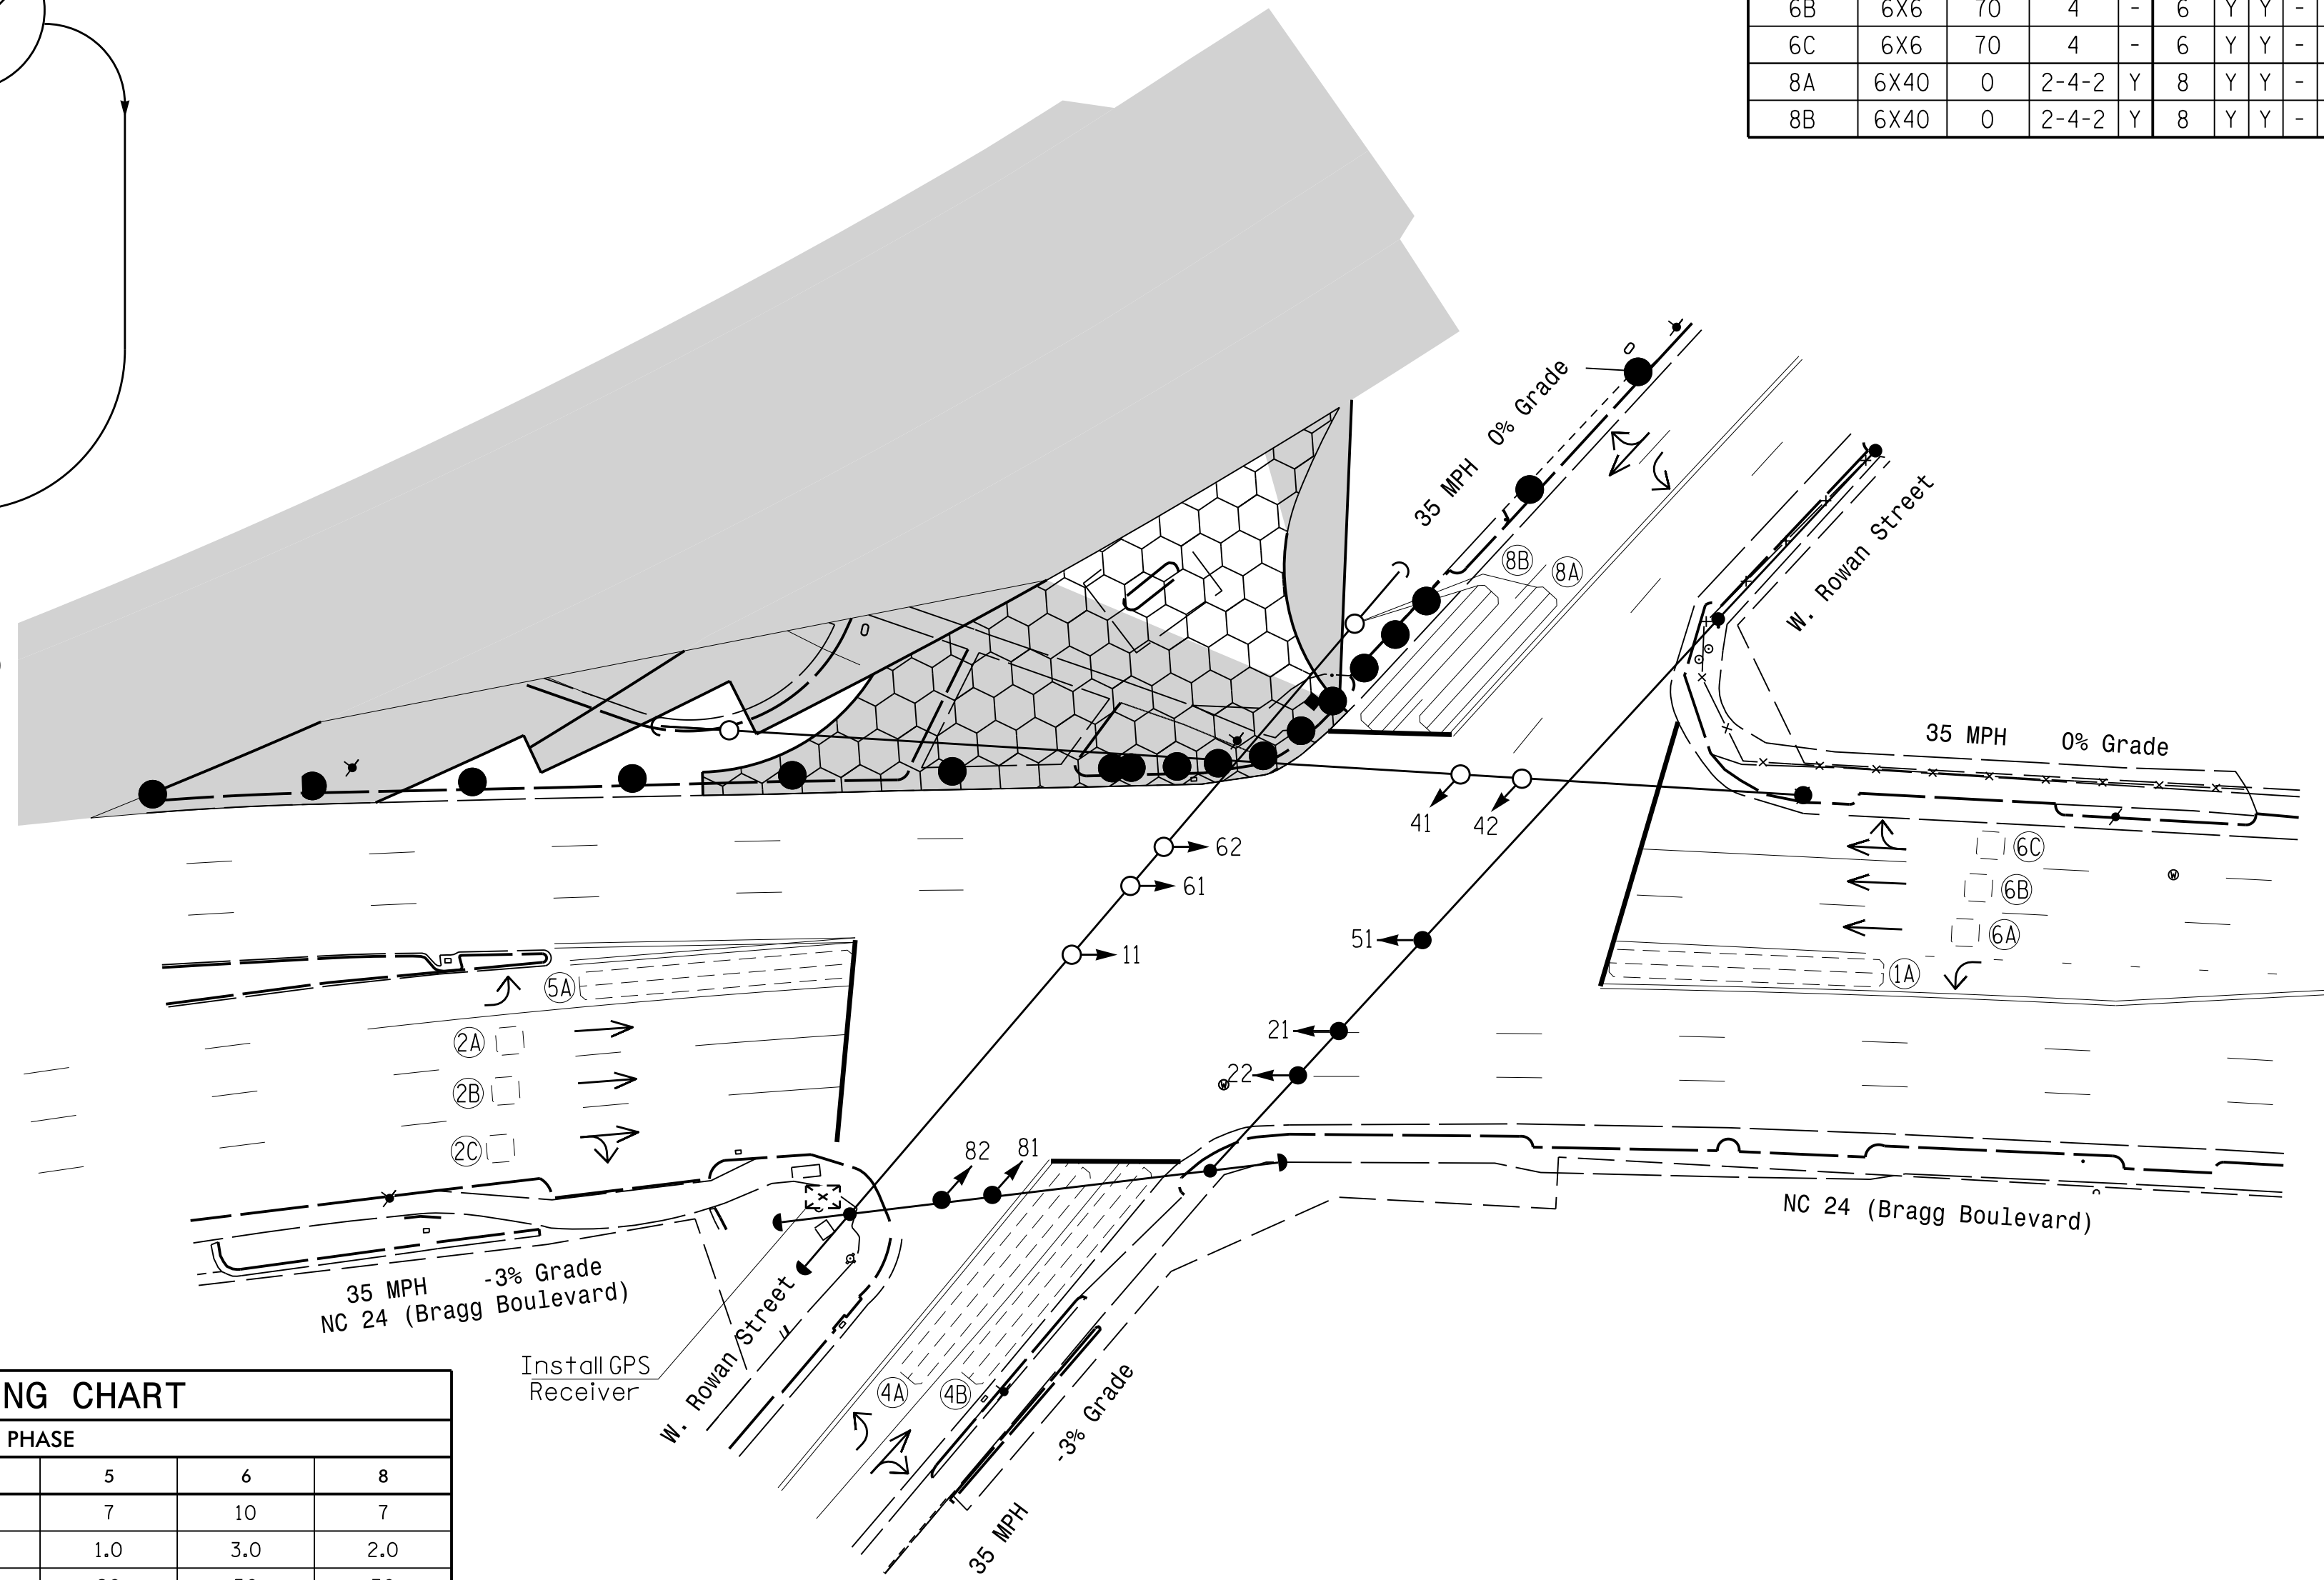 6B 6X6 70 4 - 6 Y Y -
6C 6X6 70 4 - 6 Y Y -
8A 6X40 0 2-4-2 Y 8 Y Y -
8B 6X40 0 2-4-2 Y 8 Y Y -
35 MPH 0% Grade
W. Rowan Street
8B
8A
35 MPH 0% Grade
41
42
62
61
11
51
21
22
6C
6B
6A
1A
5A
2A
2B
2C
82
81
NC 24 (Bragg Boulevard)
35 MPH -3% Grade
NC 24 (Bragg Boulevard)
W. Rowan Street
Install GPS
Receiver
4A
4B
35 MPH -3% Grade
NG CHART
PHASE
5 6 8
7 10 7
1.0 3.0 2.0